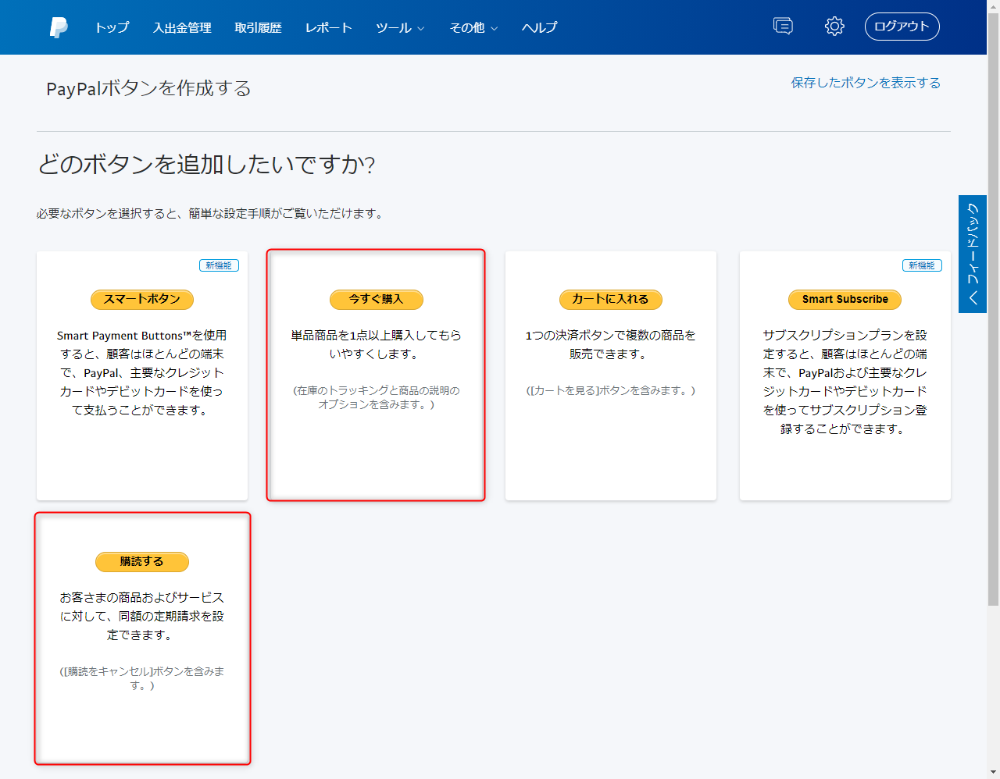 トップ 入出金管理 取引履歴 レポート ツール その他 ヘルプ ログアウト
PayPalボタンを作成する
保存したボタンを表示する
どのボタンを追加したいですか?
必要なボタンを選択すると、簡単な設定手順がご覧いただけます。
フィードバック
新機能
スマートボタン
Smart Payment Buttons™を使用
すると、顧客はほとんどの端末
で、PayPal、主要なクレジット
カードやデビットカードを使っ
て支払うことができます。
今すぐ購入
単品商品を1点以上購入してもら
いやすくします。
(在庫のトラッキングと商品の説明の
オプションを含みます。)
カートに入れる
1つの決済ボタンで複数の商品を
販売できます。
([カートを見る]ボタンを含みます。)
新機能
Smart Subscribe
サブスクリプションプランを設
定すると、顧客はほとんどの端
末で、PayPalおよび主要なクレ
ジットカードやデビットカード
を使ってサブスクリプション登
録することができます。
購読する
お客さまの商品およびサービス
に対して、同額の定期請求を設
定できます。
([購読をキャンセル]ボタンを含みま
す。)